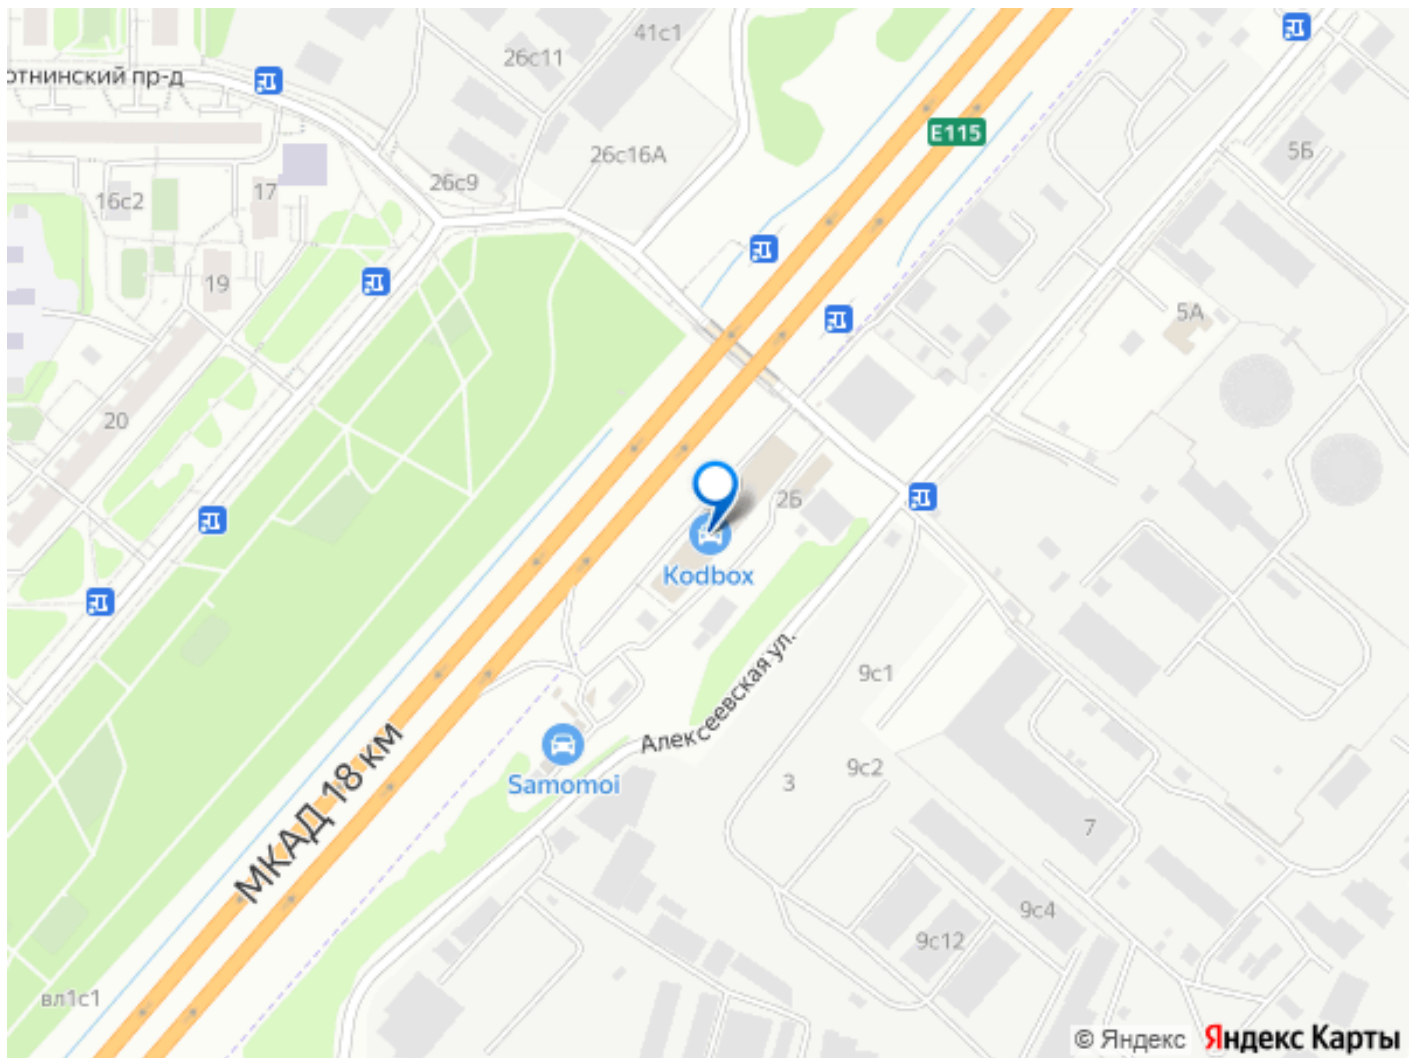 41с1
26с11
отнинский пр-д
E115
26с16А
5Б
26с9
17
16с2
19
5А
20
2Б
Kodbox
Алексеевская ул.
9с1
МКАД 18 км
Samomoi
9с2
3
7
9с4
9с12
вл1с1
© Яндекс Яндекс Карты